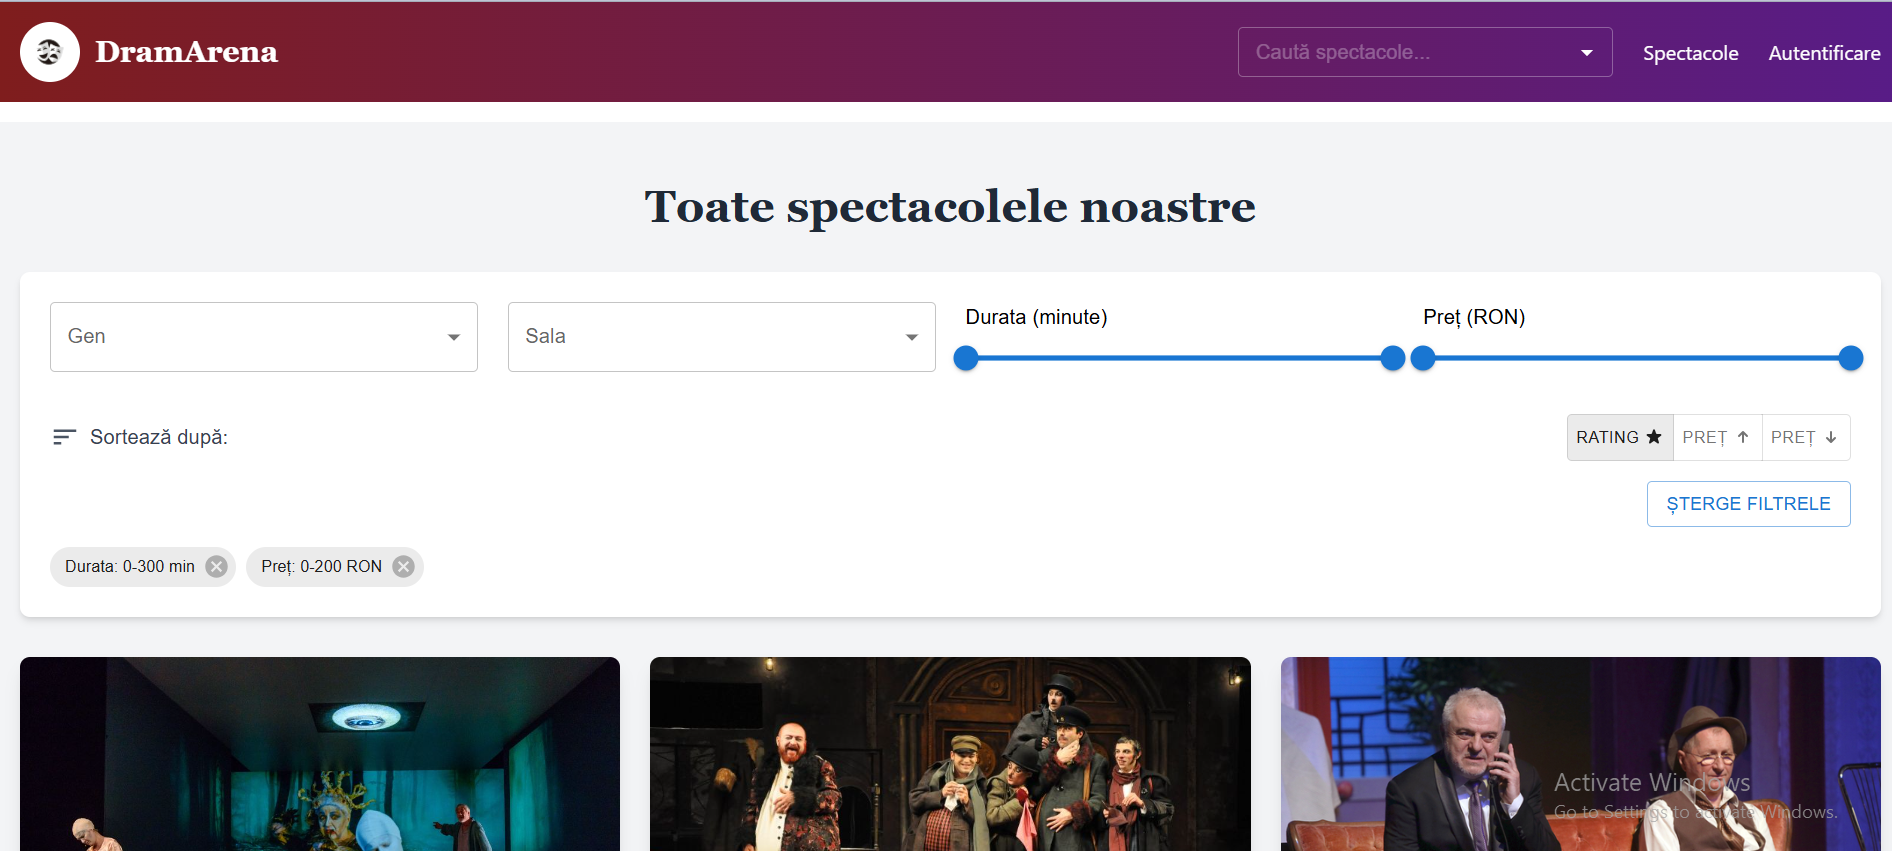 DramArena
Caută spectacole...
Spectacole
Autentificare
Toate spectacolele noastre
Gen
Sala
Durata (minute)
Preț (RON)
Sortează după:
RATING
PREȚ
PREȚ
ȘTERGE FILTRELE
Durata: 0-300 min
Preț: 0-200 RON
Activate Windows
Go to Settings to activate Windows.